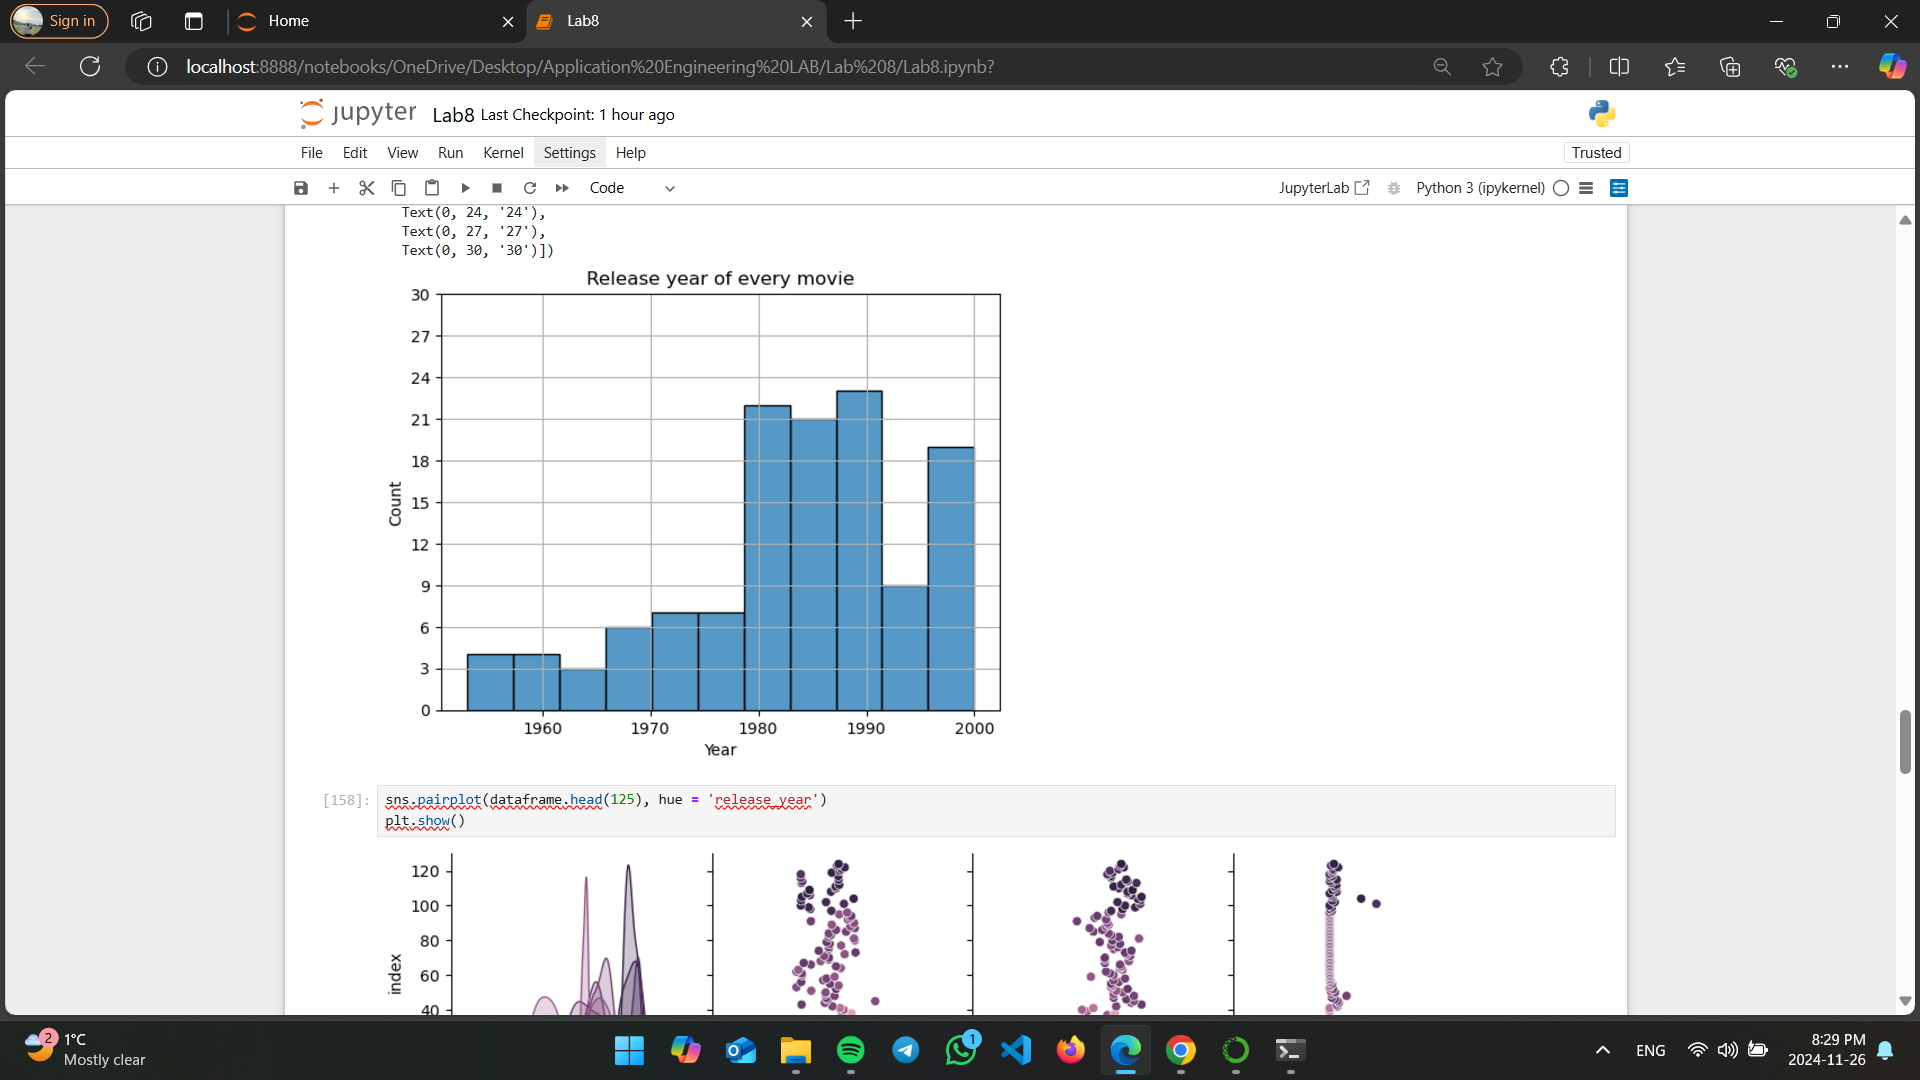 Sign in
Home
Lab8
localhost:8888/notebooks/OneDrive/Desktop/Application%20Engineering%20LAB/Lab%208/Lab8.ipynb?
jupyter Lab8 Last Checkpoint: 1 hour ago
File Edit View Run Kernel Settings Help
Trusted
Code
JupyterLab
Python 3 (ipykernel)
Text(0, 24, '24'),
Text(0, 27, '27'),
Text(0, 30, '30')])
Release year of every movie
30
27
24
21
18
15
12
9
6
3
0
Count
1960 1970 1980 1990 2000
Year
[158]:
sns.pairplot(dataframe.head(125), hue = 'release_year')
plt.show()
120
100
80
60
40
index
2
1°C
Mostly clear
1
ENG
8:29 PM
2024-11-26